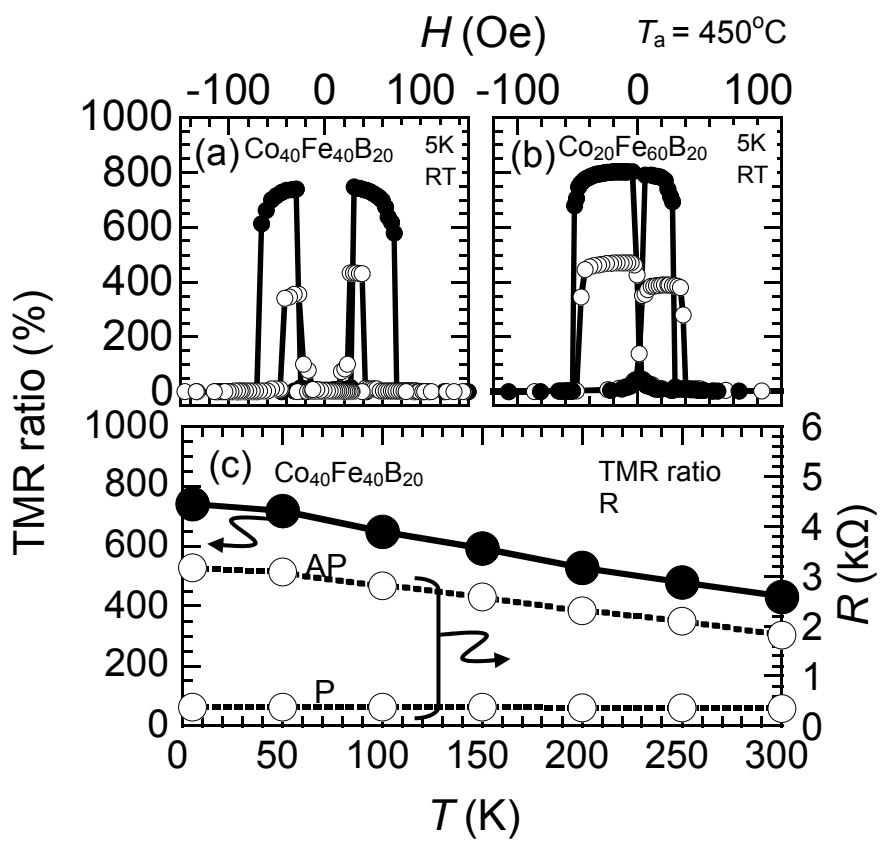 H (Oe) Tₐ = 450°C
-100 0 100 -100 0 100
1000
800
600
400
200
0
(a) Co₄₀Fe₄₀B₂₀ 5K
RT
(b) Co₂₀Fe₆₀B₂₀ 5K
RT
TMR ratio (%)
1000
800
600
400
200
0
(c) Co₄₀Fe₄₀B₂₀ TMR ratio
R
AP
P
6
5
4
3
2
1
0
R (kΩ)
0 50 100 150 200 250 300
T (K)